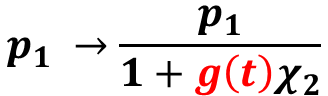 p₁ → p₁ / (1 + g(t)χ₂)